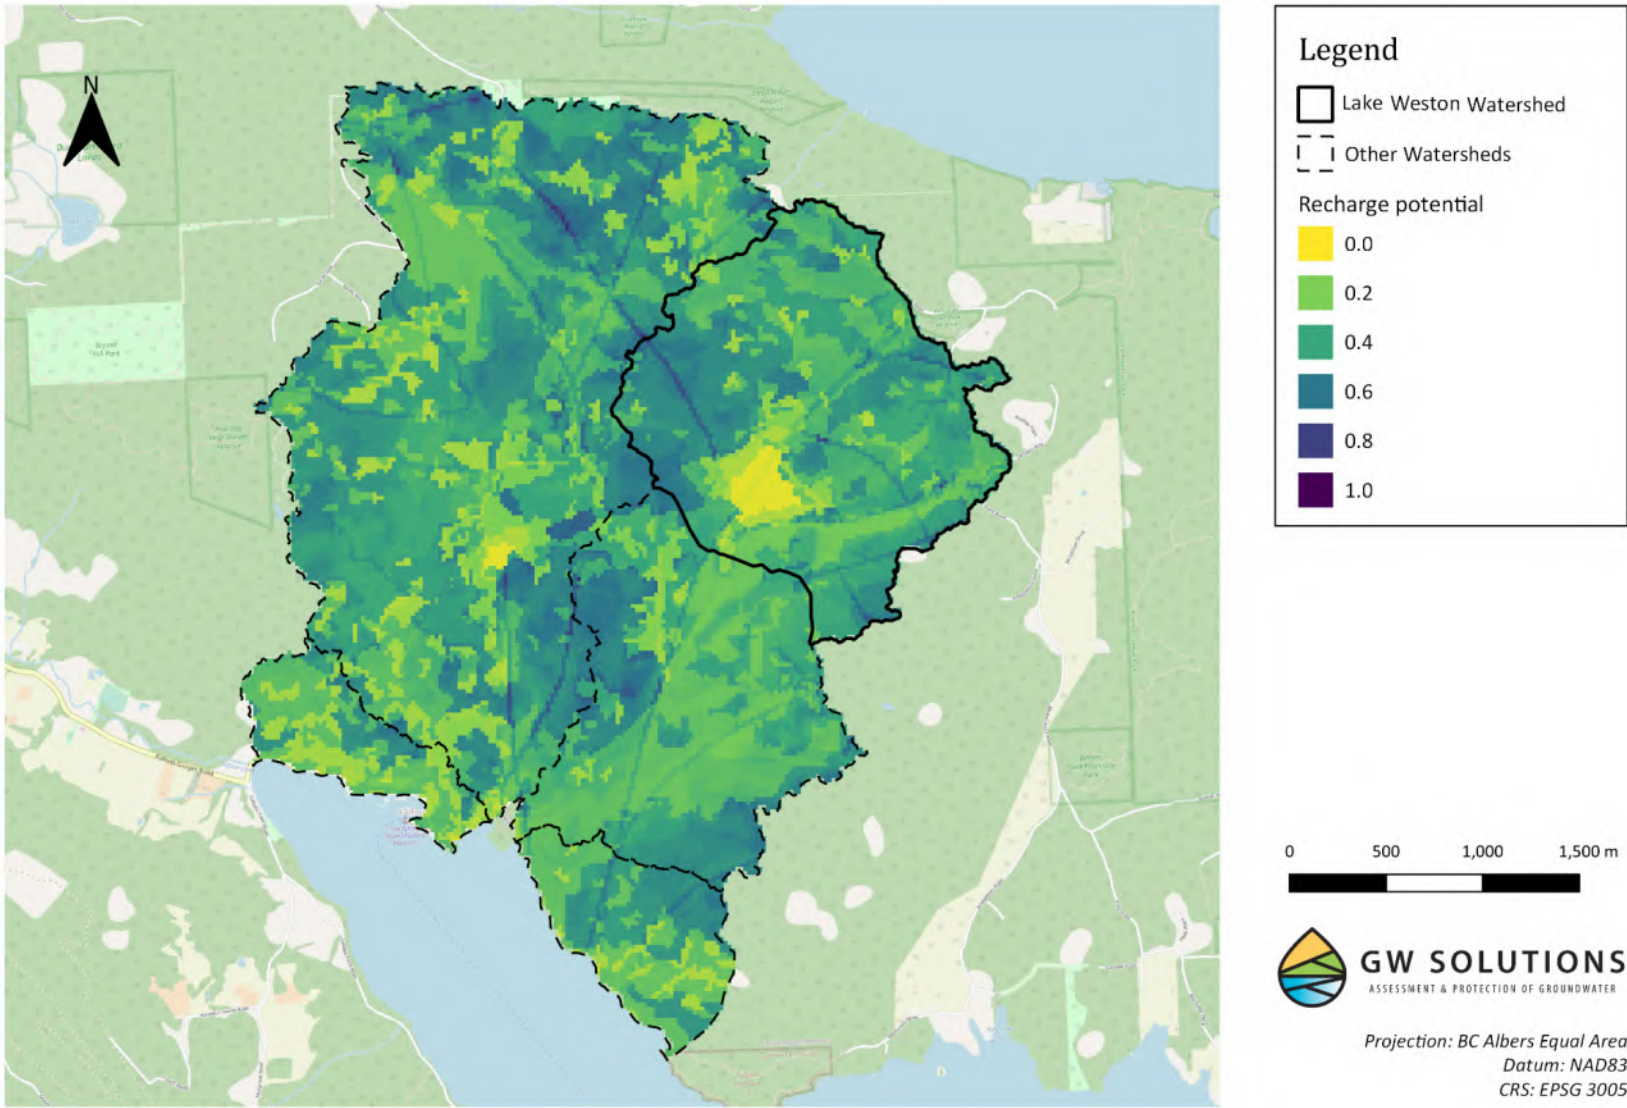 N
Legend
Lake Weston Watershed
Other Watersheds
Recharge potential
0.0
0.2
0.4
0.6
0.8
1.0
0 500 1,000 1,500 m
GW SOLUTIONS
ASSESSMENT & PROTECTION OF GROUNDWATER
Projection: BC Albers Equal Area
Datum: NAD83
CRS: EPSG 3005